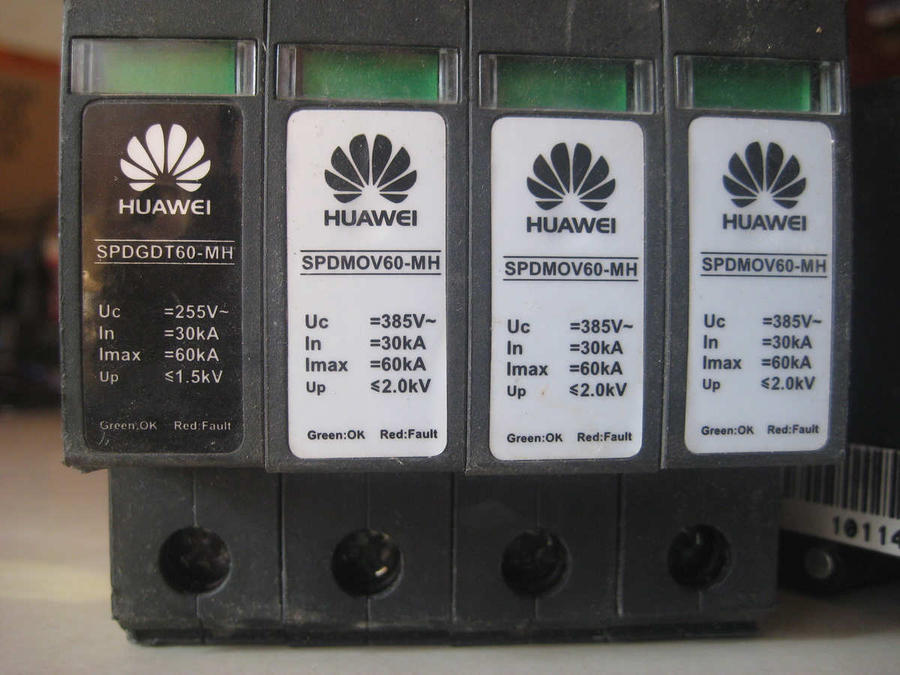 HUAWEI
SPDGDT60-MH
Uc =255V~
In =30kA
Imax =60kA
Up ≤1.5kV
Green:OK Red:Fault
HUAWEI
SPDMOV60-MH
Uc =385V~
In =30kA
Imax =60kA
Up ≤2.0kV
Green:OK Red:Fault
HUAWEI
SPDMOV60-MH
Uc =385V~
In =30kA
Imax =60kA
Up ≤2.0kV
Green:OK Red:Fault
HUAWEI
SPDMOV60-MH
Uc =385V~
In =30kA
Imax =60kA
Up ≤2.0kV
Green:OK Red:Fault
10114